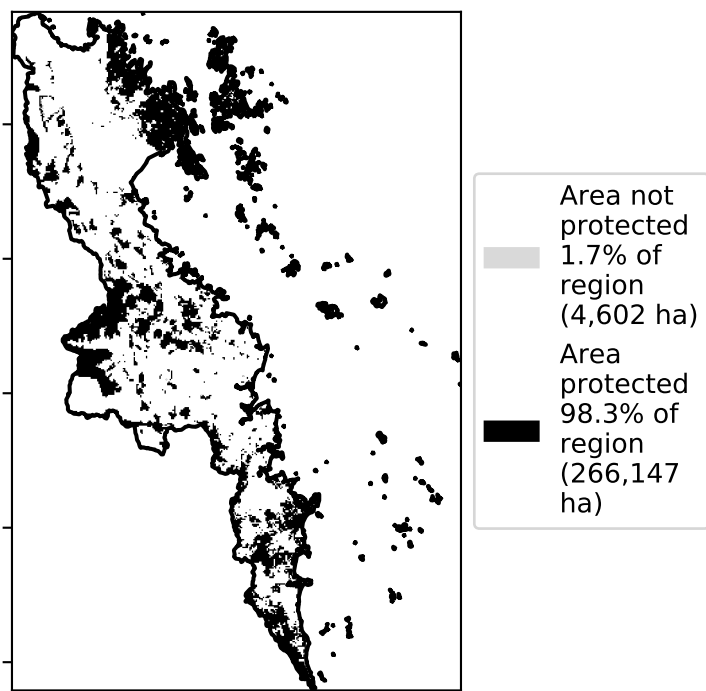 Area not
protected
1.7% of
region
(4,602 ha)
Area
protected
98.3% of
region
(266,147
ha)